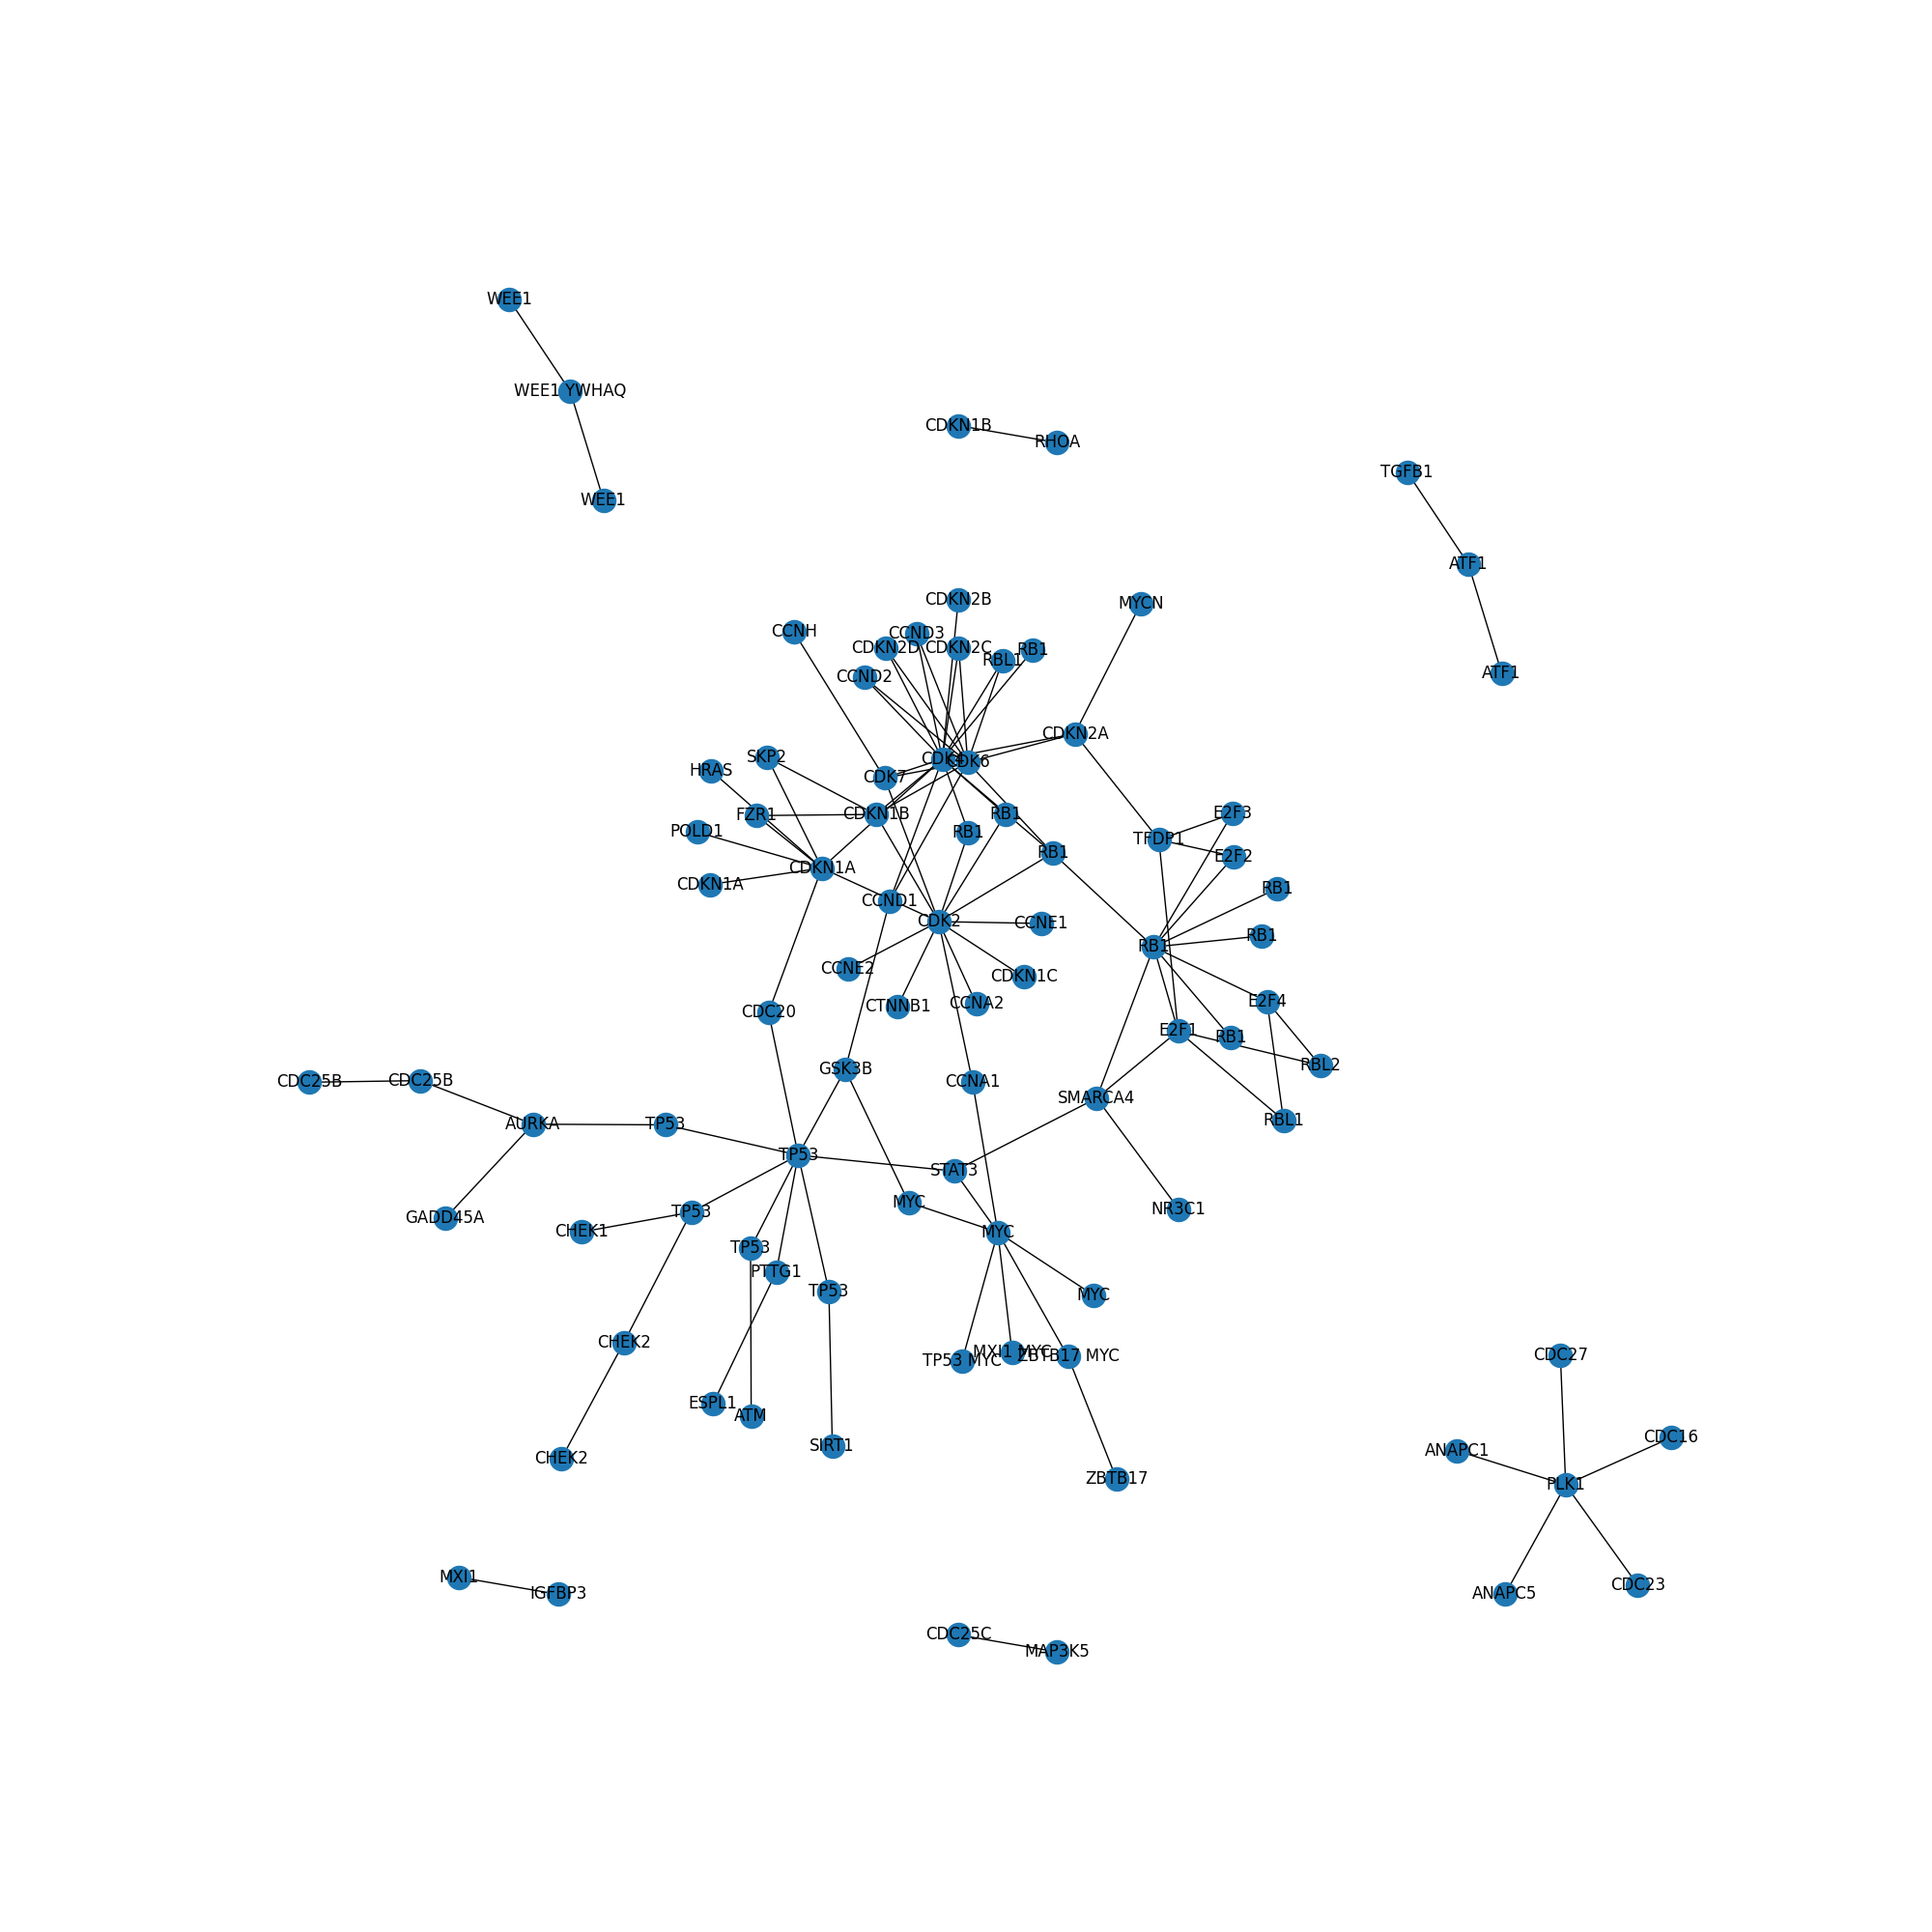 WEE1
WEE1 YWHAQ
CDKN1B
RHOA
TGFB1
WEE1
ATF1
CDKN2B
MYCN
CCNH
CCND3
CDKN2D
CDKN2C
RB1
RBL1
ATF1
CCND2
CDKN2A
SKP2
CDK4
CDK6
HRAS
CDK7
FZR1
CDKN1B
RB1
E2F3
POLD1
RB1
TFDP1
RB1
E2F2
CDKN1A
CDKN1A
RB1
CCND1
CDK2
CCNE1
RB1
RB1
CCNE2
CDKN1C
E2F4
CDC20
CTNNB1
CCNA2
E2F1
RB1
RBL2
GSK3B
CDC25B
CDC25B
CCNA1
SMARCA4
RBL1
AURKA
TP53
TP53
STAT3
MYC
NR3C1
GADD45A
TP53
CHEK1
MYC
TP53
PTTG1
TP53
MYC
CHEK2
TP53 MYC
MXI1 MYC
ZBTB17 MYC
CDC27
ESPL1
ATM
CDC16
SIRT1
ANAPC1
CHEK2
ZBTB17
PLK1
MXI1
IGFBP3
ANAPC5
CDC23
CDC25C
MAP3K5